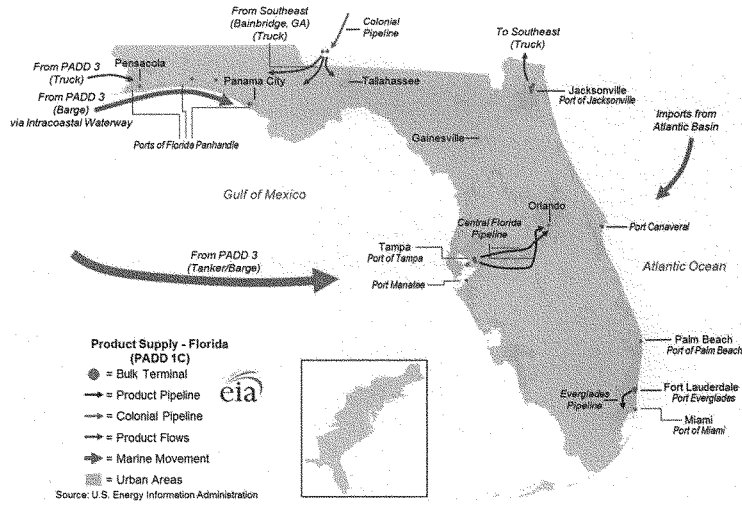 From Southeast
(Bainbridge, GA)
(Truck)
Colonial
Pipeline
To Southeast
(Truck)
From PADD 3
(Truck)
Pensacola
Panama City
Tallahassee
Jacksonville
Port of Jacksonville
From PADD 3
(Barge)
via Intracoastal Waterway
Ports of Florida Panhandle
Gainesville
Imports from
Atlantic Basin
Gulf of Mexico
Orlando
Central Florida
Pipeline
Port Canaveral
From PADD 3
(Tanker/Barge)
Tampa
Port of Tampa
Port Manatee
Atlantic Ocean
Product Supply - Florida
(PADD 1C)
= Bulk Terminal
= Product Pipeline
= Colonial Pipeline
= Product Flows
= Marine Movement
= Urban Areas
eia
Source: U.S. Energy Information Administration
Palm Beach
Port of Palm Beach
Everglades
Pipeline
Fort Lauderdale
Port Everglades
Miami
Port of Miami